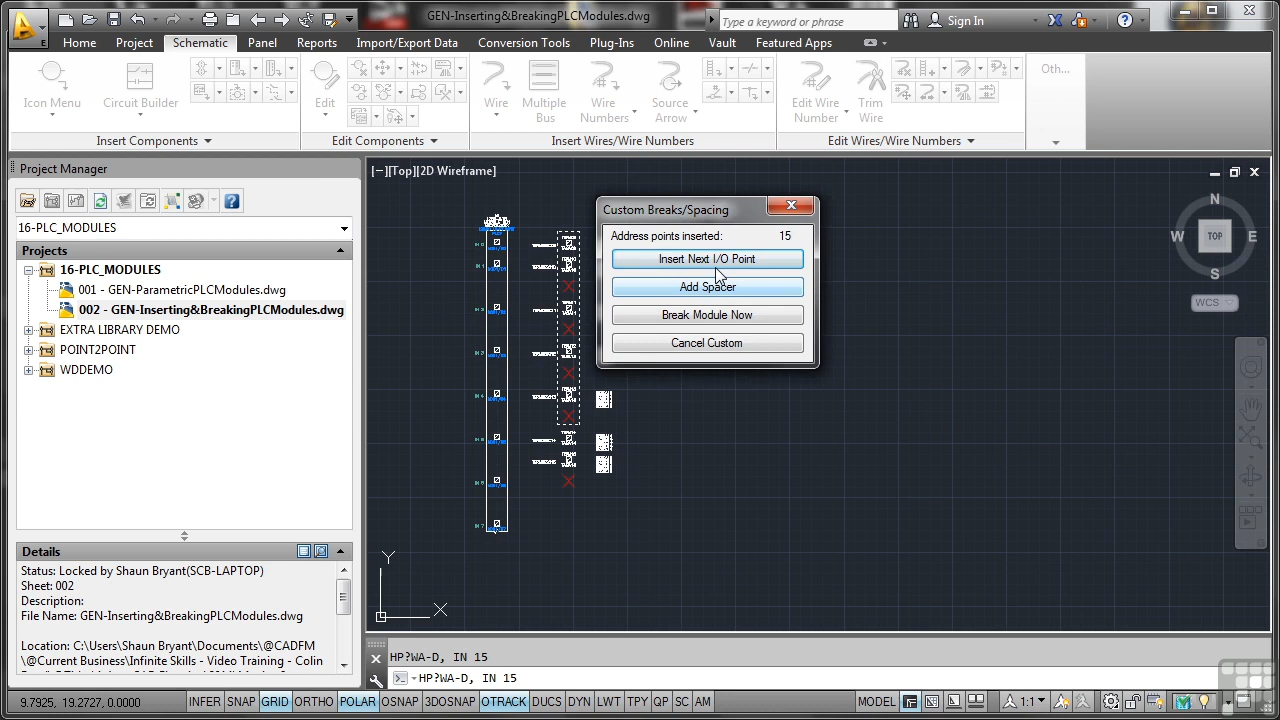 GEN-Inserting&BreakingPLCModules.dwg
Type a keyword or phrase
Sign In
Home
Project
Schematic
Panel
Reports
Import/Export Data
Conversion Tools
Plug-Ins
Online
Vault
Featured Apps
Icon Menu
Circuit Builder
Edit
Wire
Multiple Bus
Wire Numbers
Source Arrow
Edit Wire Number
Trim Wire
Oth...
Insert Components
Edit Components
Insert Wires/Wire Numbers
Edit Wires/Wire Numbers
Project Manager
16-PLC_MODULES
Projects
16-PLC_MODULES
001 - GEN-ParametricPLCModules.dwg
002 - GEN-Inserting&BreakingPLCModules.dwg
EXTRA LIBRARY DEMO
POINT2POINT
WDDEMO
Details
Status: Locked by Shaun Bryant(SCB-LAPTOP)
Sheet: 002
Description:
File Name: GEN-Inserting&BreakingPLCModules.dwg
Location: C:\Users\Shaun Bryant\Documents\@CADFM
\@Current Business\Infinite Skills - Video Training - Colin
[−][Top][2D Wireframe]
Custom Breaks/Spacing
Address points inserted: 15
Insert Next I/O Point
Add Spacer
Break Module Now
Cancel Custom
N
W
TOP
E
S
WCS
Y
X
HP?WA-D, IN 15
HP?WA-D, IN 15
9.7925, 19.2727, 0.0000
INFER SNAP GRID ORTHO POLAR OSNAP 3DOSNAP OTRACK DUCS DYN LWT TPY QP SC AM
MODEL
1:1